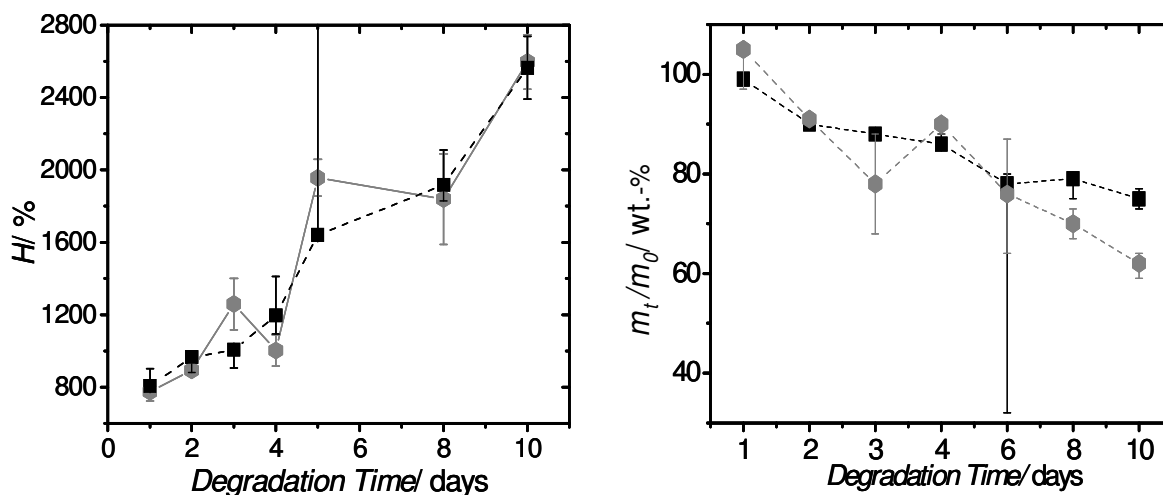 2800
2400
2000
1600
1200
800
H/ %
0 2 4 6 8 10
Degradation Time/ days
100
80
60
40
m_t/m_0/ wt.-%
1 2 3 4 6 8 10
Degradation Time/ days